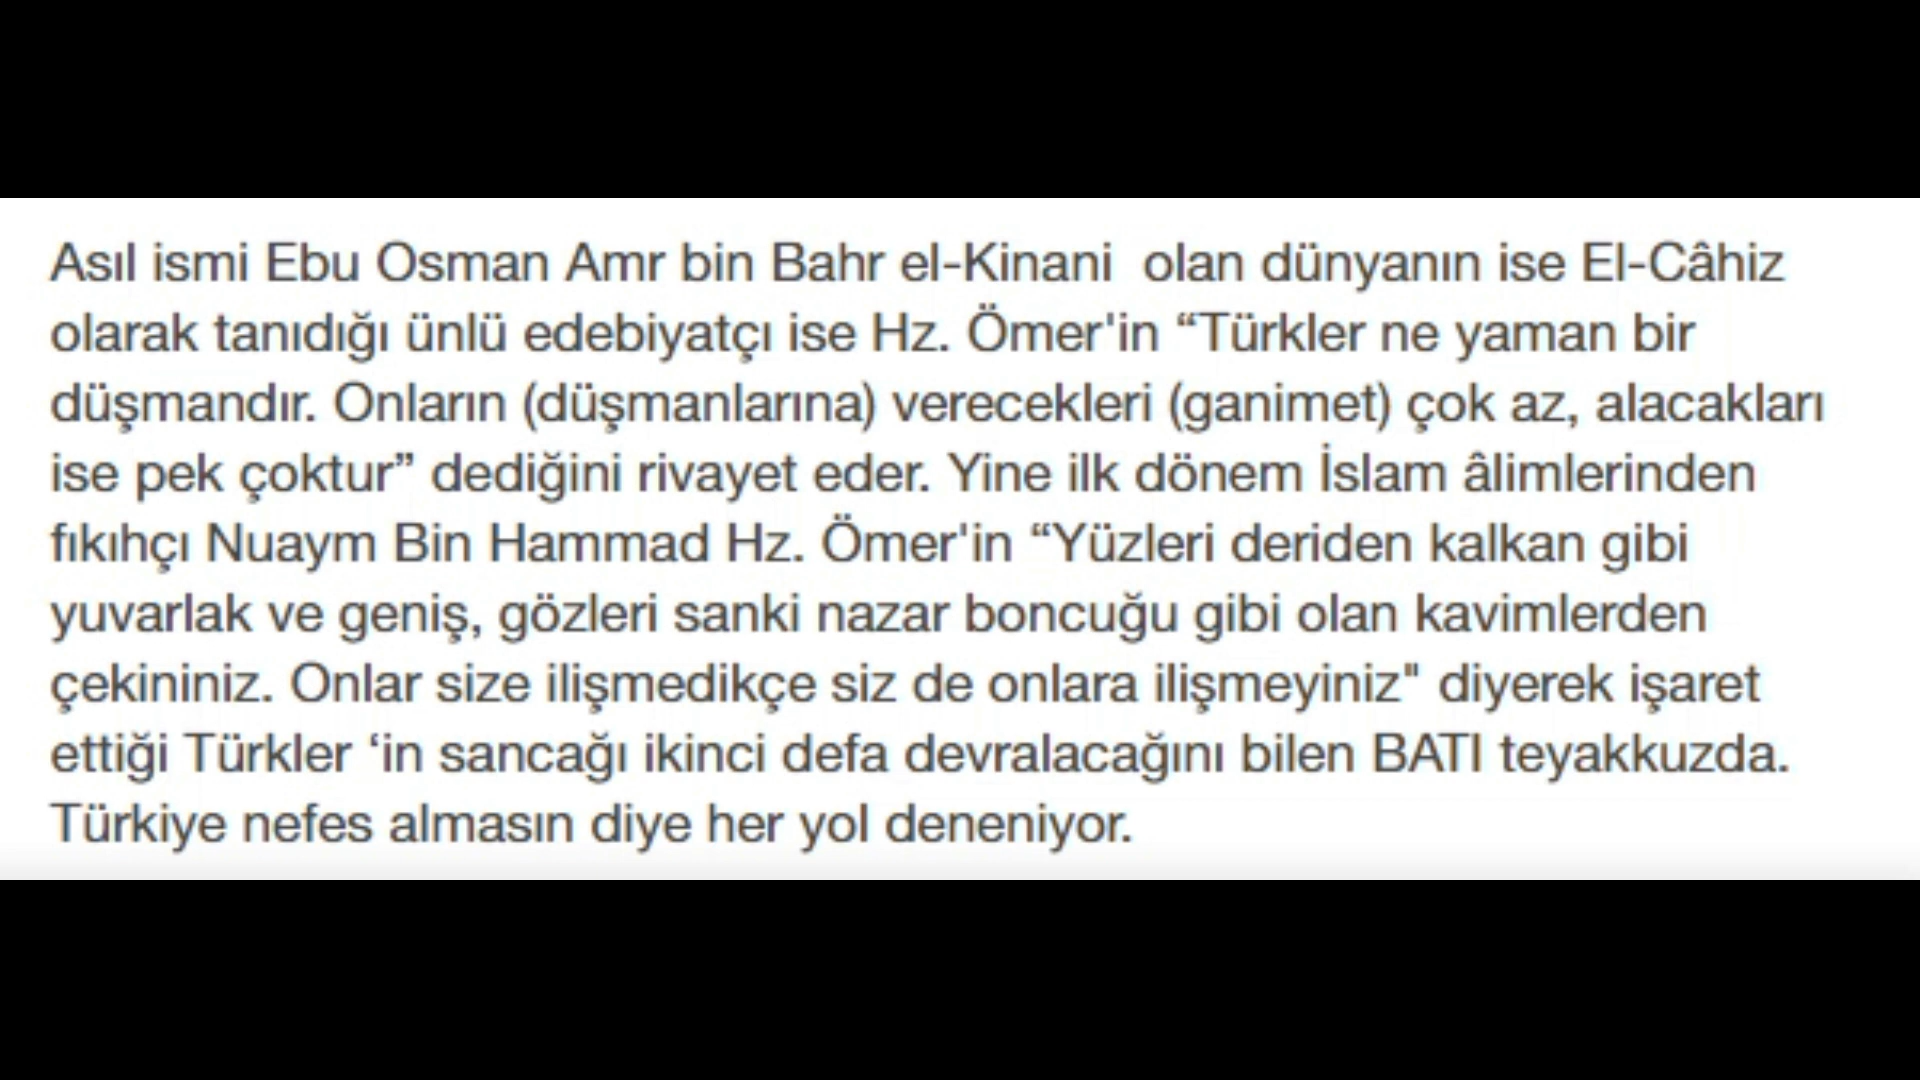 Asıl ismi Ebu Osman Amr bin Bahr el-Kinani  olan dünyanın ise El-Câhiz
olarak tanıdığı ünlü edebiyatçı ise Hz. Ömer'in “Türkler ne yaman bir
düşmandır. Onların (düşmanlarına) verecekleri (ganimet) çok az, alacakları
ise pek çoktur” dediğini rivayet eder. Yine ilk dönem İslam âlimlerinden
fıkıhçı Nuaym Bin Hammad Hz. Ömer'in “Yüzleri deriden kalkan gibi
yuvarlak ve geniş, gözleri sanki nazar boncuğu gibi olan kavimlerden
çekininiz. Onlar size ilişmedikçe siz de onlara ilişmeyiniz" diyerek işaret
ettiği Türkler ‘in sancağı ikinci defa devralacağını bilen BATI teyakkuzda.
Türkiye nefes almasın diye her yol deneniyor.